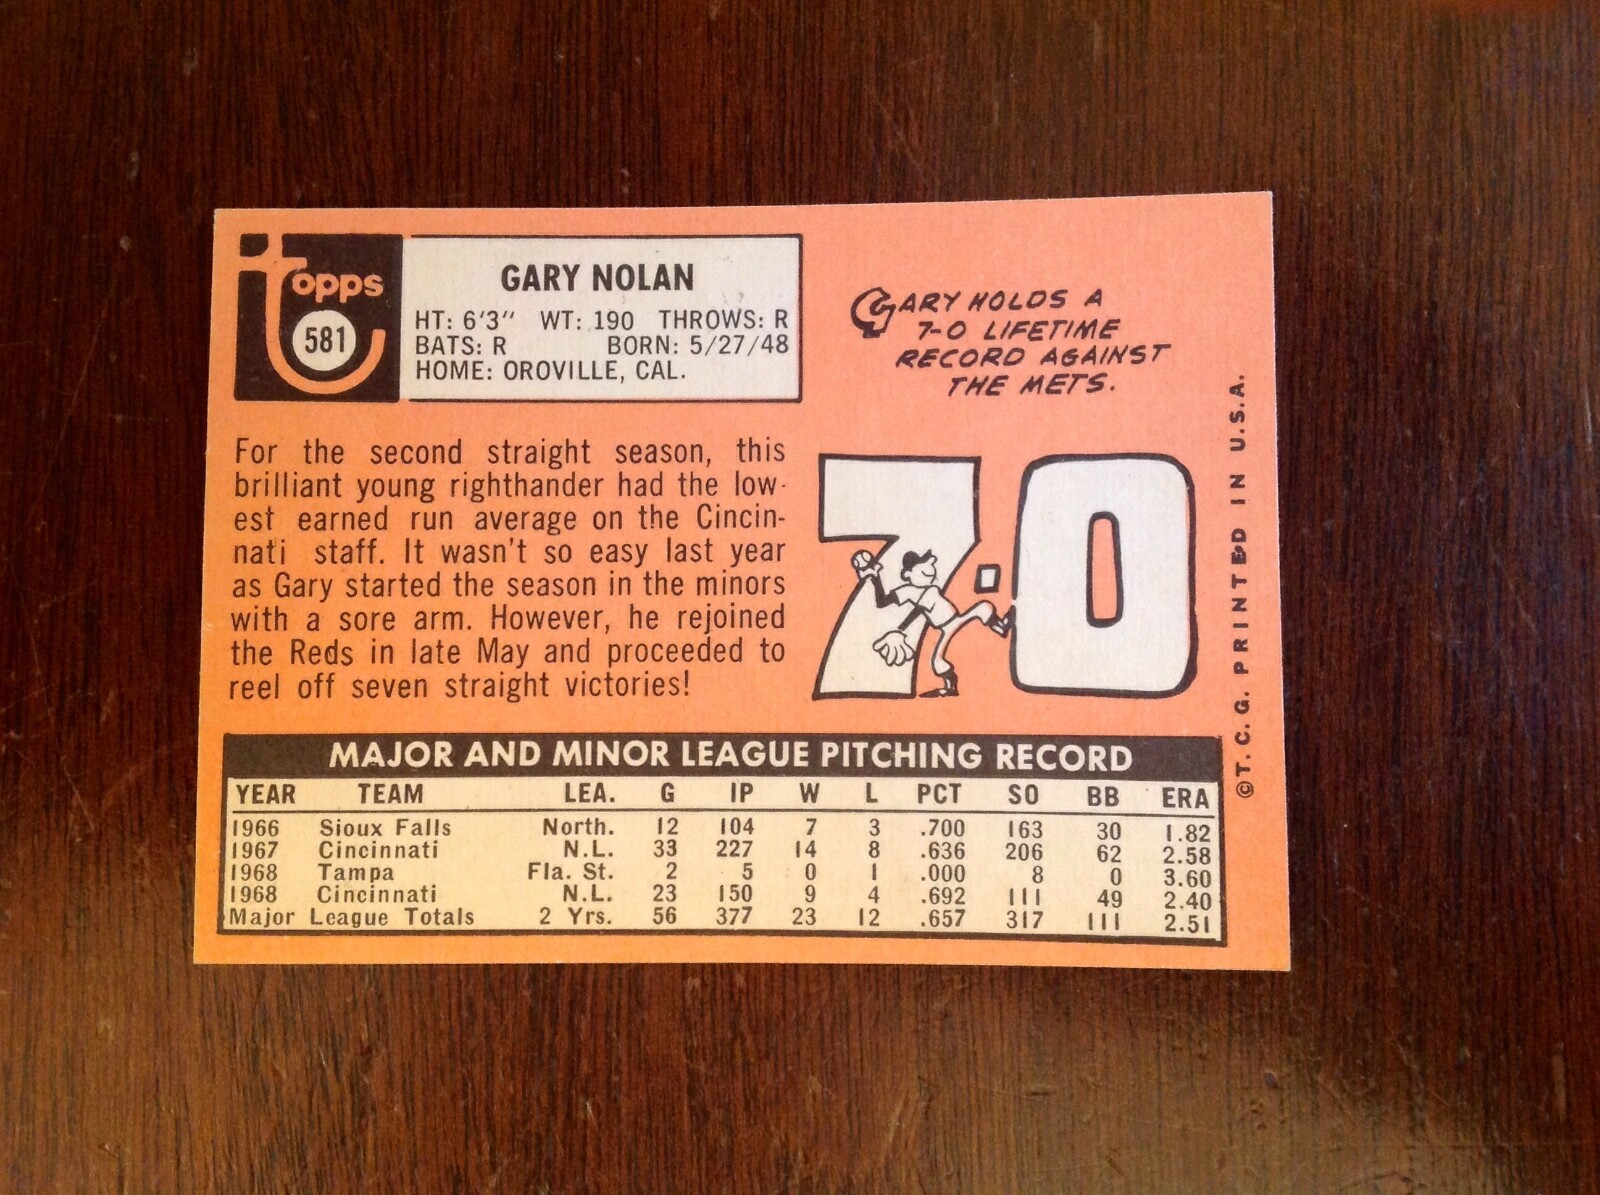 Topps
581
GARY NOLAN
HT: 6'3" WT: 190 THROWS: R
BATS: R BORN: 5/27/48
HOME: OROVILLE, CAL.
GARY HOLDS A
7-0 LIFETIME
RECORD AGAINST
THE METS.
For the second straight season, this
brilliant young righthander had the low-
est earned run average on the Cincin-
nati staff. It wasn't so easy last year
as Gary started the season in the minors
with a sore arm. However, he rejoined
the Reds in late May and proceeded to
reel off seven straight victories!
7-0
©T. C. G. PRINTED IN U.S.A.
MAJOR AND MINOR LEAGUE PITCHING RECORD
YEAR TEAM LEA. G IP W L PCT SO BB ERA
1966 Sioux Falls North. 12 104 7 3 .700 163 30 1.82
1967 Cincinnati N.L. 33 227 14 8 .636 206 62 2.58
1968 Tampa Fla. St. 2 5 0 1 .000 8 0 3.60
1968 Cincinnati N.L. 23 150 9 4 .692 111 49 2.40
Major League Totals 2 Yrs. 56 377 23 12 .657 317 111 2.51